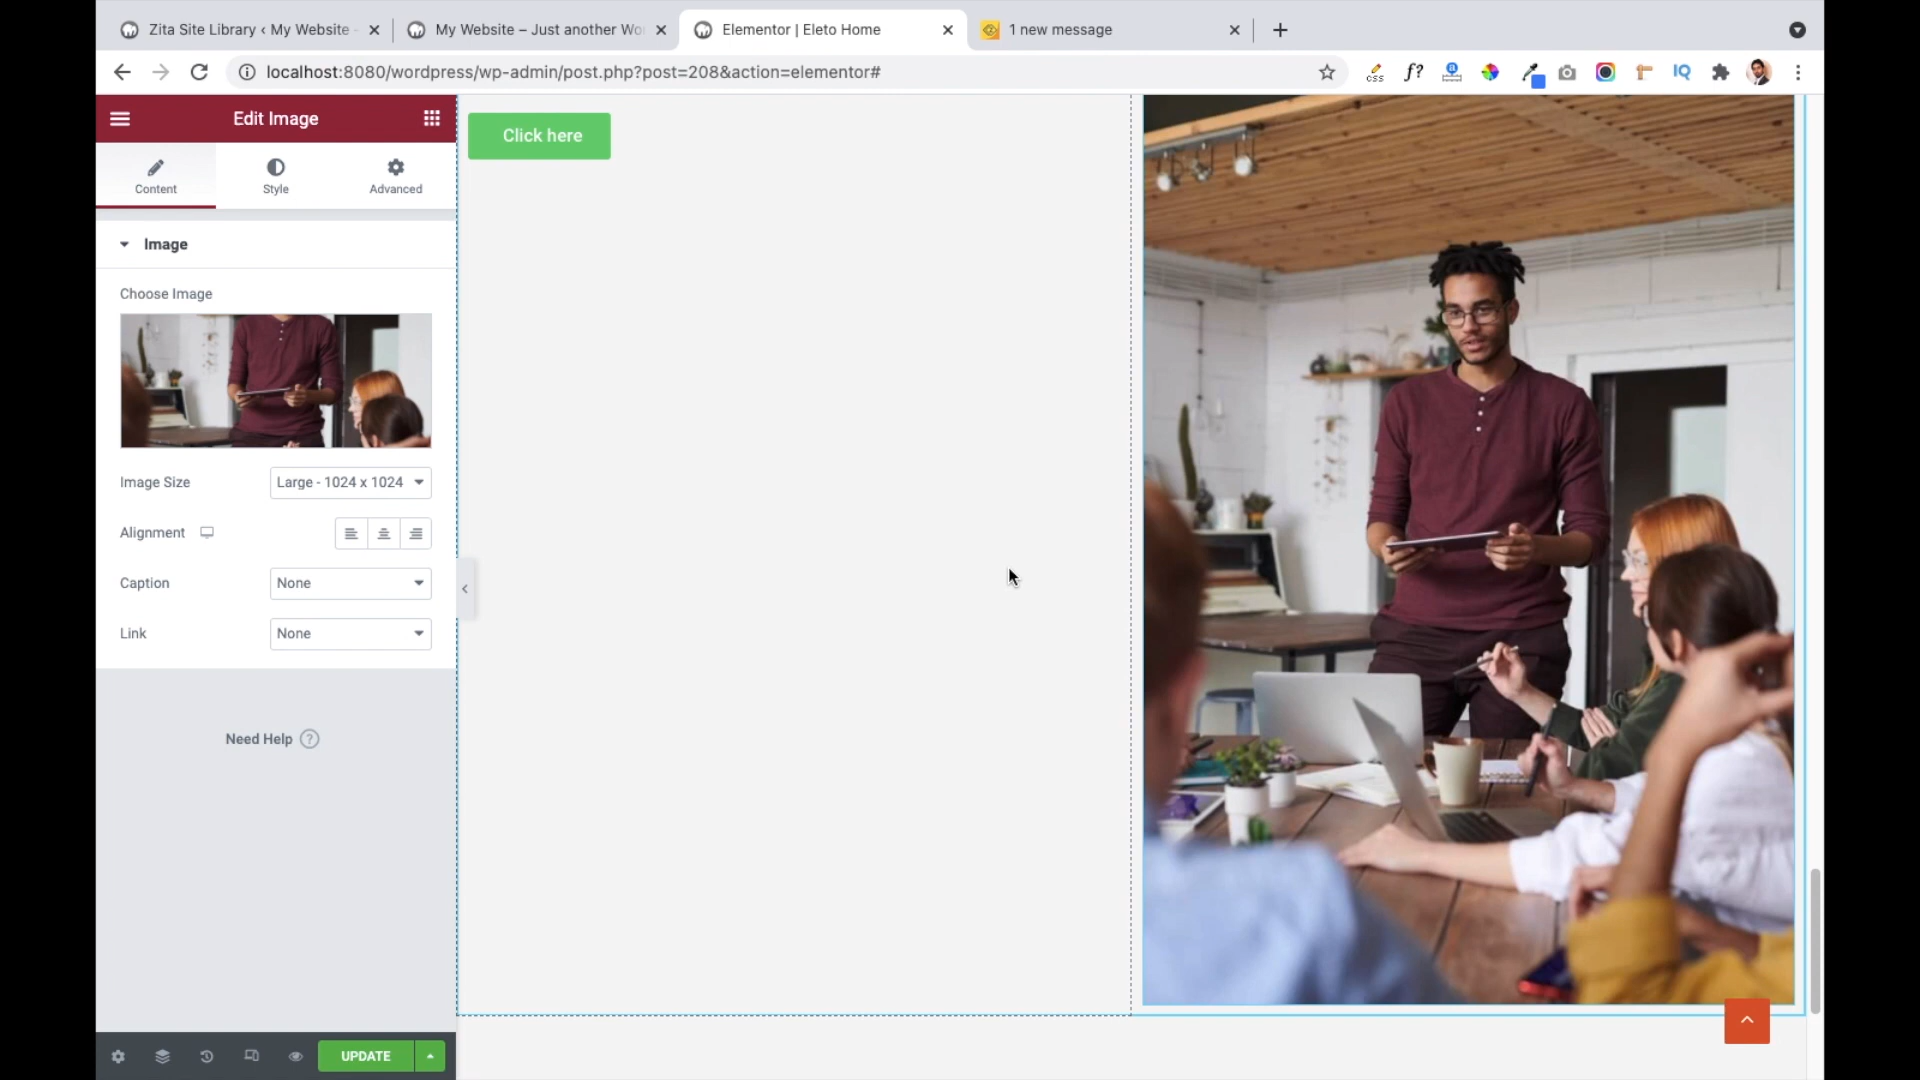 Zita Site Library ‹ My Website -
My Website – Just another Wo
Elementor | Eleto Home
1 new message
localhost:8080/wordpress/wp-admin/post.php?post=208&action=elementor#
css
f?
IQ
Edit Image
Content
Style
Advanced
Click here
Image
Choose Image
Image Size
Large - 1024 x 1024
Alignment
Caption
None
Link
None
Need Help ?
UPDATE